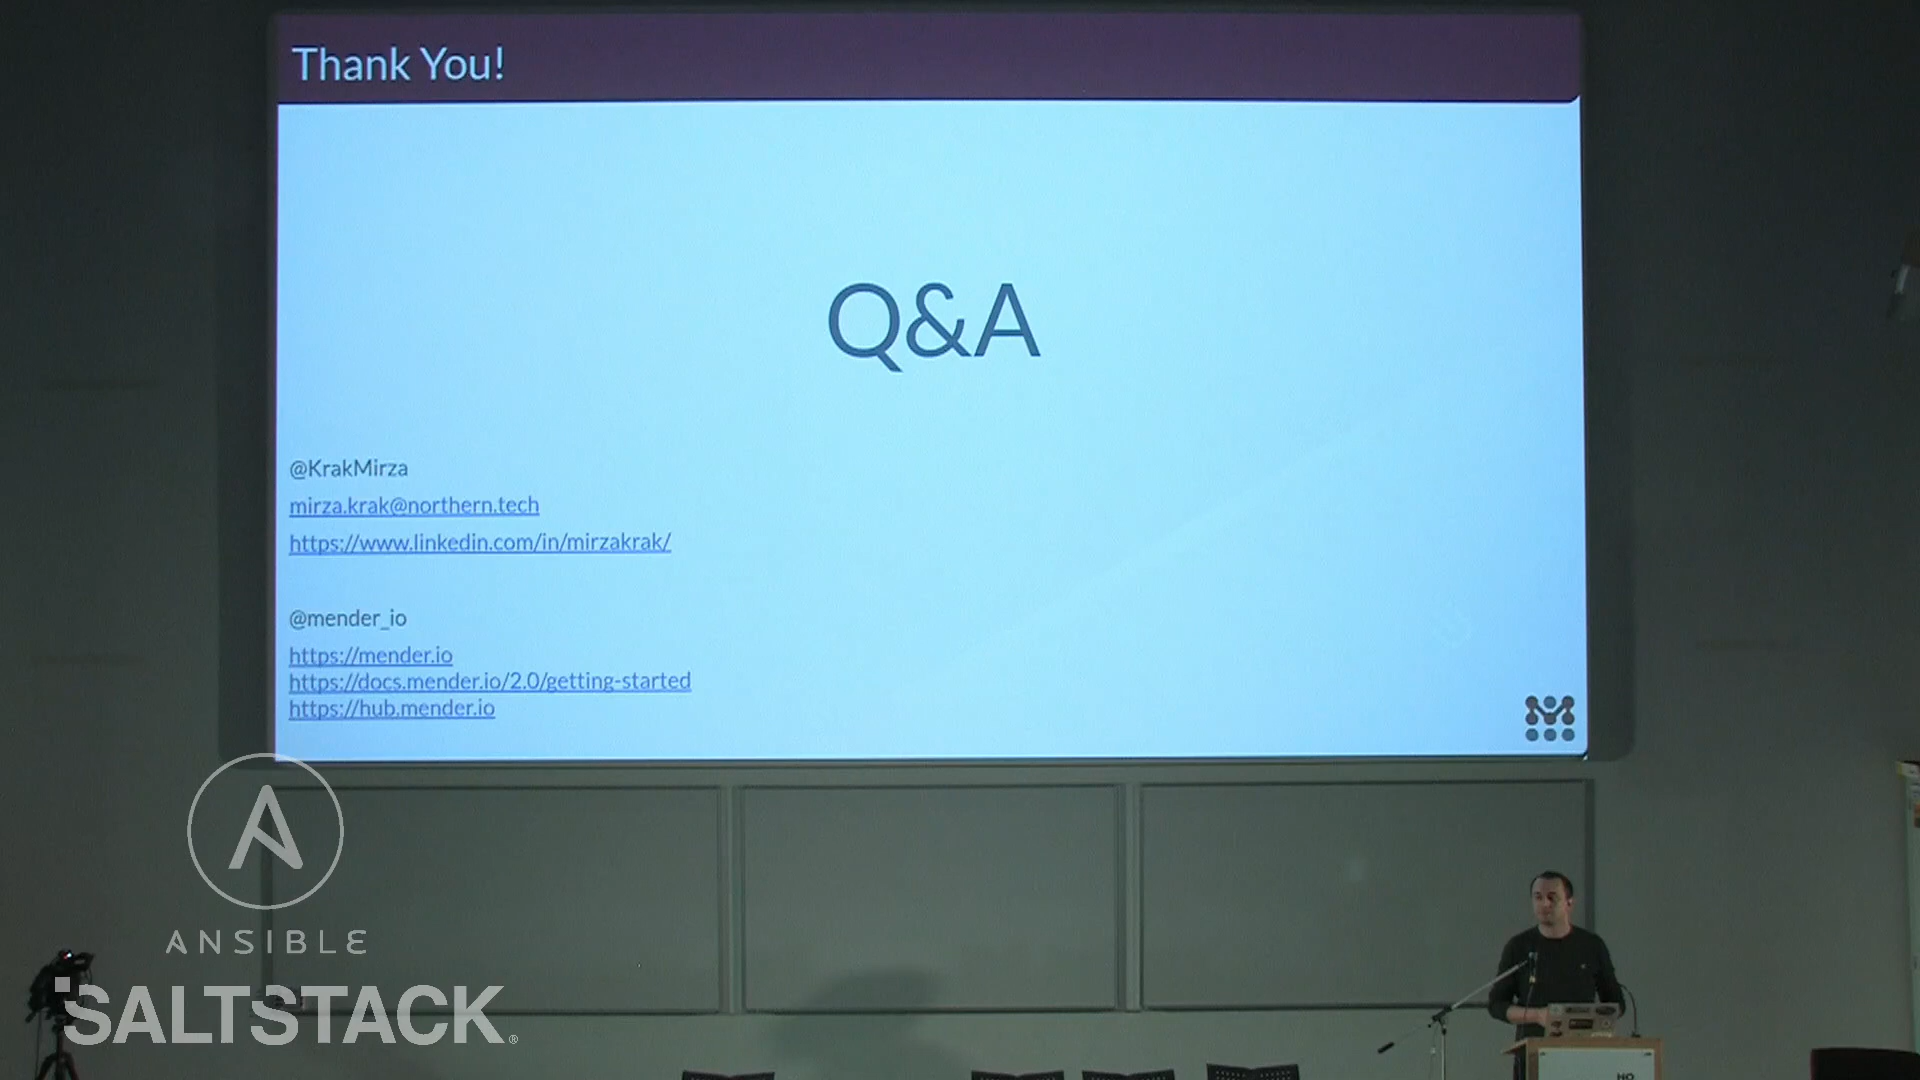 Thank You!
Q&A
@KrakMirza
mirza.krak@northern.tech
https://www.linkedin.com/in/mirzakrak/
@mender_io
https://mender.io
https://docs.mender.io/2.0/getting-started
https://hub.mender.io
ANSIBLE
SALTSTACK®
HO